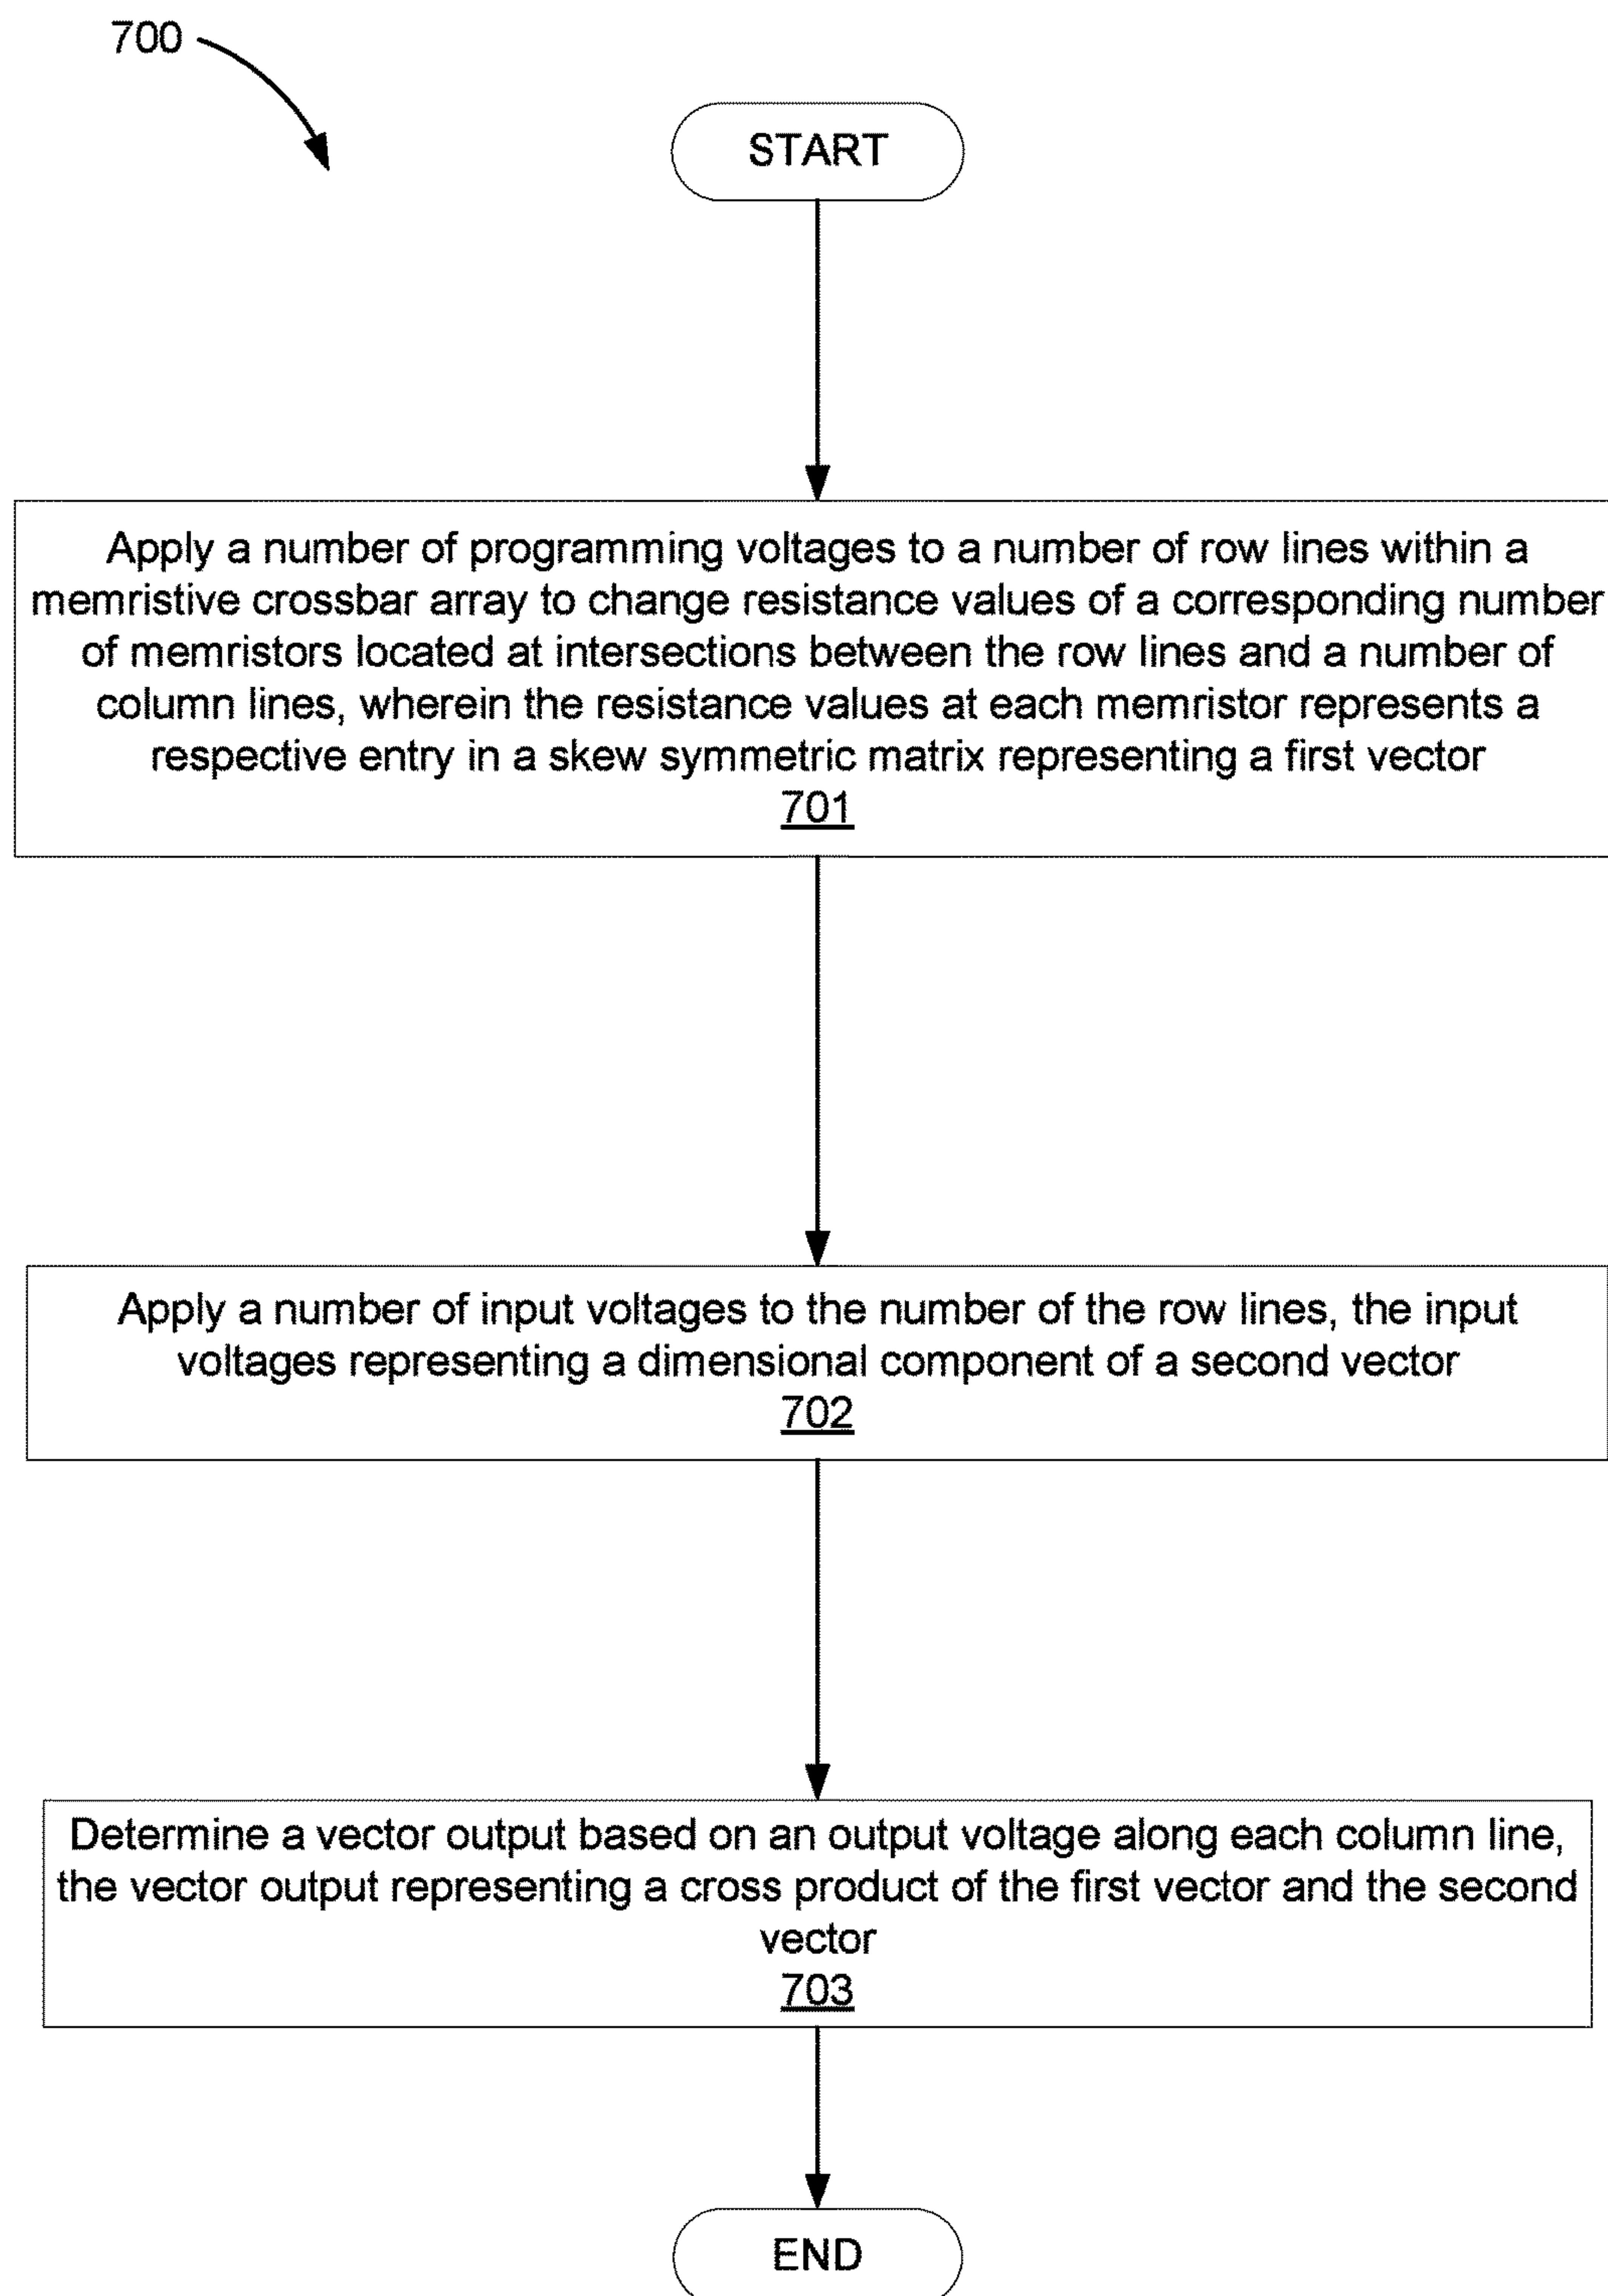 700
START
Apply a number of programming voltages to a number of row lines within a
memristive crossbar array to change resistance values of a corresponding number
of memristors located at intersections between the row lines and a number of
column lines, wherein the resistance values at each memristor represents a
respective entry in a skew symmetric matrix representing a first vector
701
Apply a number of input voltages to the number of the row lines, the input
voltages representing a dimensional component of a second vector
702
Determine a vector output based on an output voltage along each column line,
the vector output representing a cross product of the first vector and the second
vector
703
END